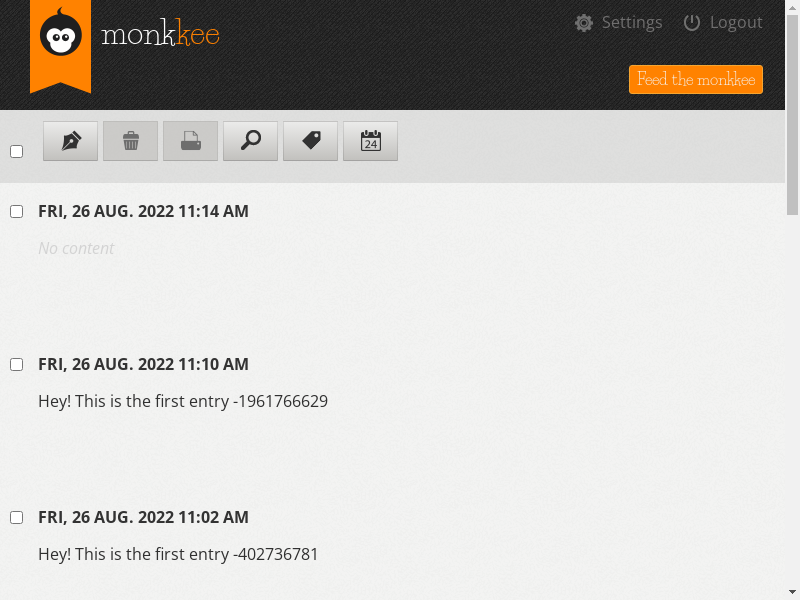 monkkee
Settings
Logout
Feed the monkkee
24
FRI, 26 AUG. 2022 11:14 AM
No content
FRI, 26 AUG. 2022 11:10 AM
Hey! This is the first entry -1961766629
FRI, 26 AUG. 2022 11:02 AM
Hey! This is the first entry -402736781